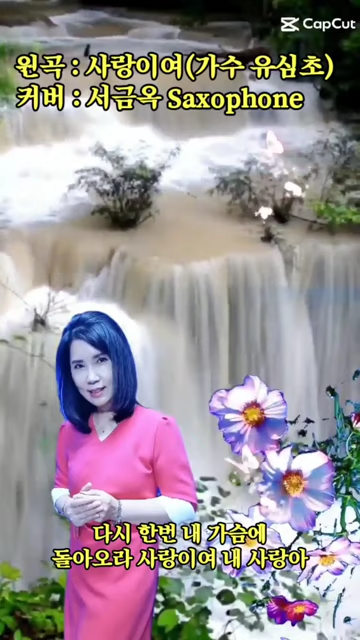 CapCut
원곡 : 사랑이여(가수 유심초)
커버 : 서금옥 Saxophone
CapCut
다시 한번 내 가슴에
돌아오라 사랑이여 내 사랑아